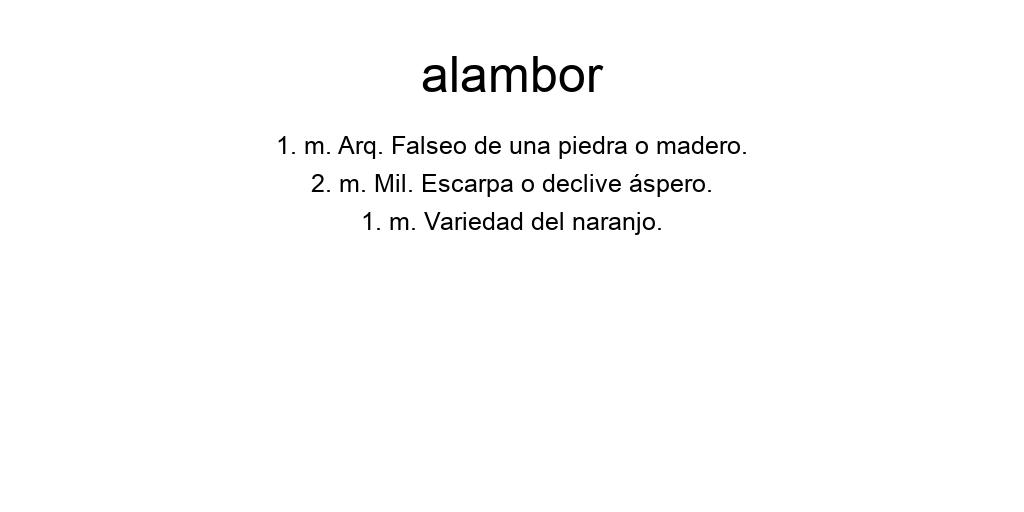 alambor
1. m. Arq. Falseo de una piedra o madero.
2. m. Mil. Escarpa o declive áspero.
1. m. Variedad del naranjo.